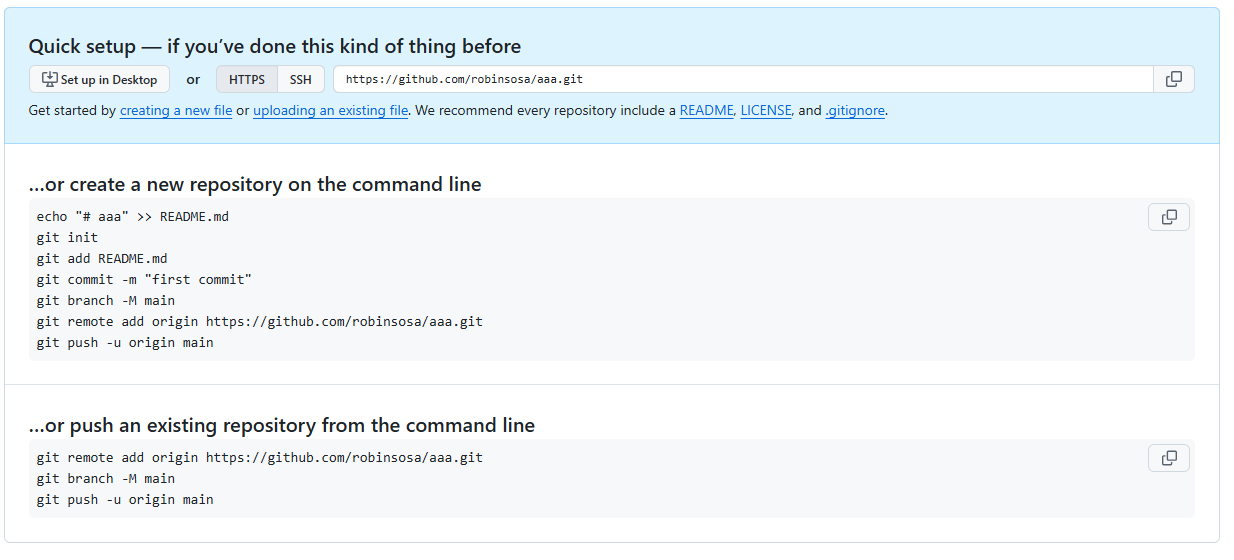 Quick setup — if you’ve done this kind of thing before
Set up in Desktop or HTTPS SSH https://github.com/robinsosa/aaa.git
Get started by creating a new file or uploading an existing file. We recommend every repository include a README, LICENSE, and .gitignore.
…or create a new repository on the command line
echo "# aaa" >> README.md
git init
git add README.md
git commit -m "first commit"
git branch -M main
git remote add origin https://github.com/robinsosa/aaa.git
git push -u origin main
…or push an existing repository from the command line
git remote add origin https://github.com/robinsosa/aaa.git
git branch -M main
git push -u origin main